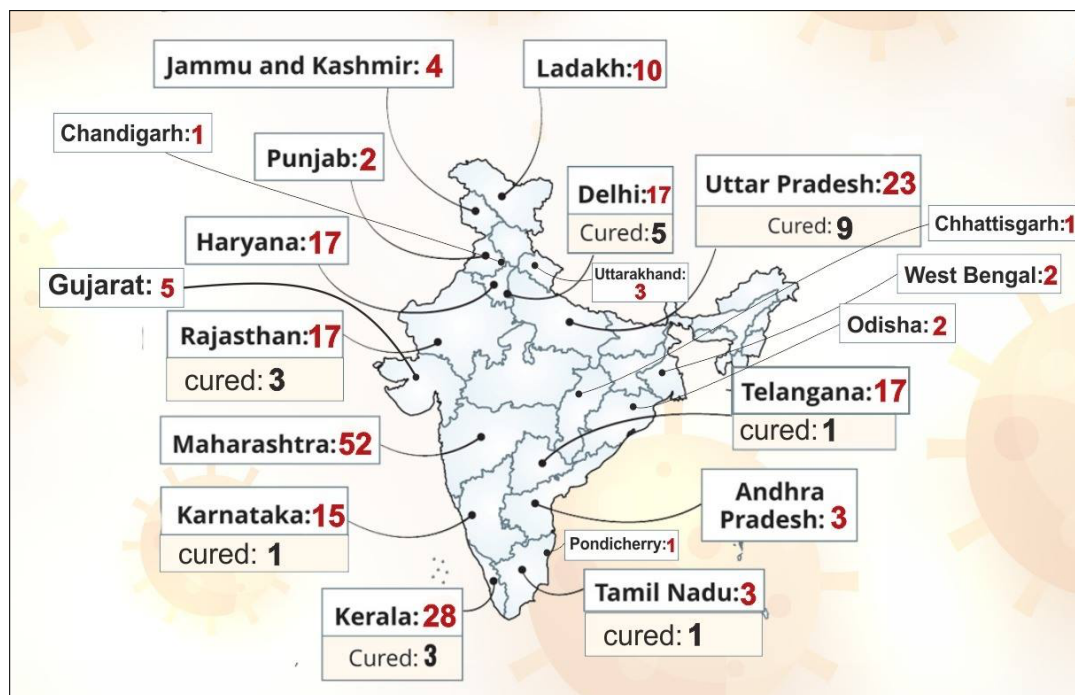 Jammu and Kashmir: 4
Ladakh:10
Chandigarh:1
Punjab:2
Delhi:17
Cured:5
Uttar Pradesh:23
Cured: 9
Chhattisgarh:1
Haryana:17
Uttarakhand:
3
West Bengal:2
Gujarat: 5
Odisha: 2
Rajasthan:17
cured: 3
Telangana:17
cured: 1
Maharashtra:52
Andhra
Pradesh: 3
Karnataka:15
cured: 1
Pondicherry:1
Tamil Nadu:3
cured: 1
Kerala: 28
Cured: 3